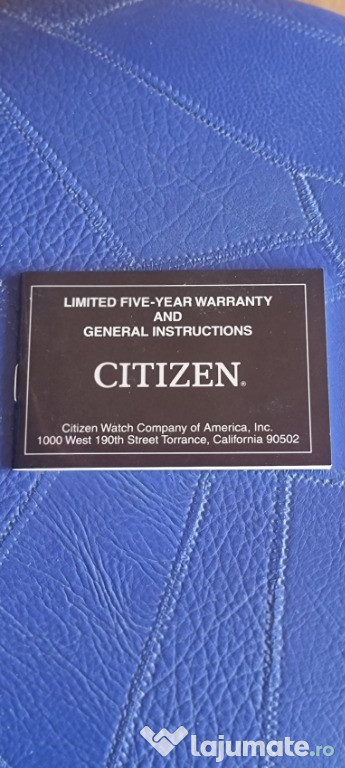 LIMITED FIVE-YEAR WARRANTY
AND
GENERAL INSTRUCTIONS
CITIZEN®
Citizen Watch Company of America, Inc.
1000 West 190th Street Torrance, California 90502
Lajumate.ro